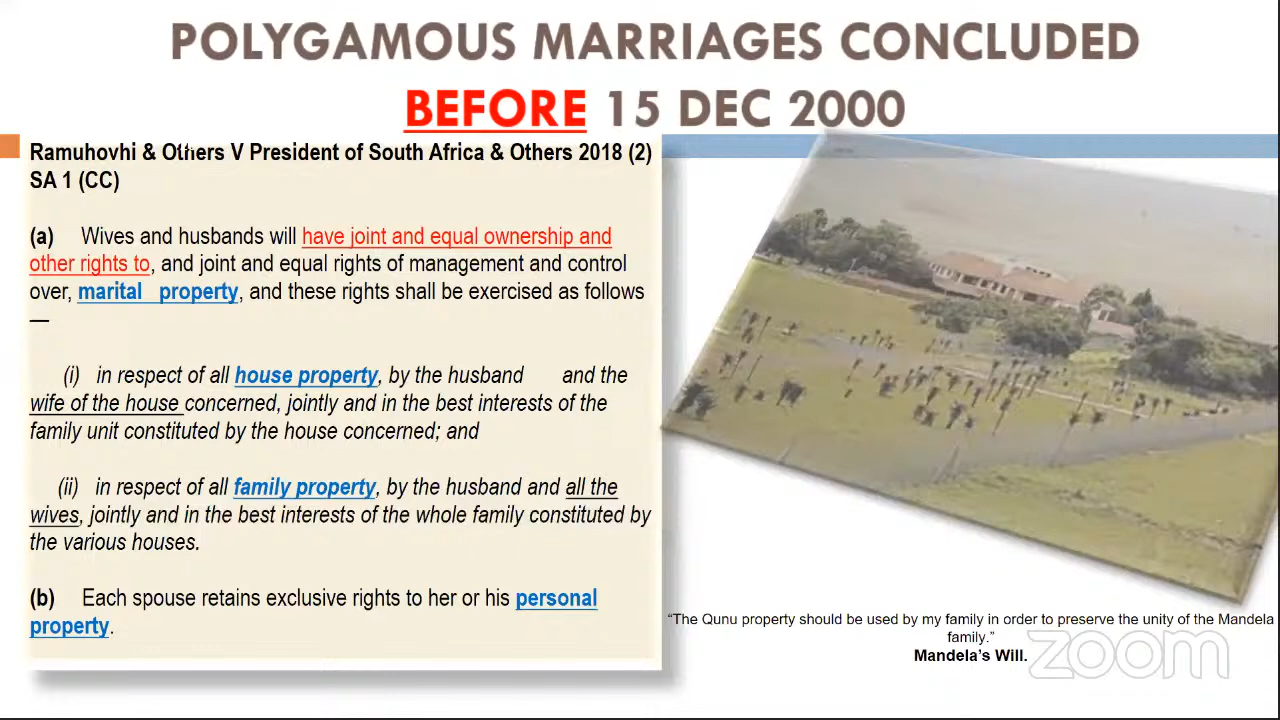 POLYGAMOUS MARRIAGES CONCLUDED
BEFORE 15 DEC 2000
Ramuhovhi & Others V President of South Africa & Others 2018 (2)
SA 1 (CC)
(a) Wives and husbands will have joint and equal ownership and
other rights to, and joint and equal rights of management and control
over, marital property, and these rights shall be exercised as follows
—
(i) in respect of all house property, by the husband and the
wife of the house concerned, jointly and in the best interests of the
family unit constituted by the house concerned; and
(ii) in respect of all family property, by the husband and all the
wives, jointly and in the best interests of the whole family constituted by
the various houses.
(b) Each spouse retains exclusive rights to her or his personal
property.
“The Qunu property should be used by my family in order to preserve the unity of the Mandela
family.”
Mandela’s Will.
zoom